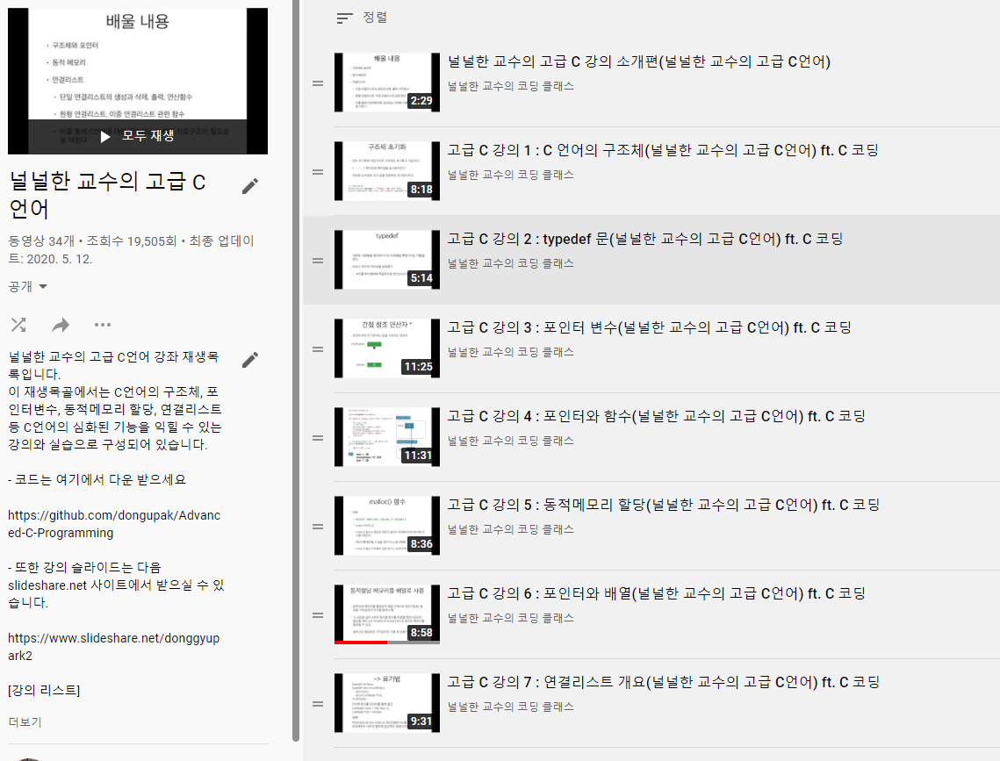 배울 내용
· 구조체와 포인터
· 동적 메모리
· 연결리스트
· 단일 연결리스트의 생성과 삭제, 출력, 연산함수
· 원형 연결리스트, 이중 연결리스트 관련 함수
모두 재생
널널한 교수의 고급 C
언어
동영상 34개 • 조회수 19,505회 • 최종 업데이
트: 2020. 5. 12.
공개
널널한 교수의 고급 C언어 강좌 재생목
록입니다.
이 재생목골에서는 C언어의 구조체, 포
인터변수, 동적메모리 할당, 연결리스트
등 C언어의 심화된 기능을 익힐 수 있는
강의와 실습으로 구성되어 있습니다.
- 코드는 여기에서 다운 받으세요
https://github.com/dongupak/Advanc
ed-C-Programming
- 또한 강의 슬라이드는 다음
slideshare.net 사이트에서 받으실 수 있
습니다.
https://www.slideshare.net/donggyup
ark2
[강의 리스트]
더보기
정렬
배울 내용
2:29
널널한 교수의 고급 C 강의 소개편(널널한 교수의 고급 C언어)
널널한 교수의 코딩 클래스
구조체 초기화
8:18
고급 C 강의 1 : C 언어의 구조체(널널한 교수의 고급 C언어) ft. C 코딩
널널한 교수의 코딩 클래스
typedef
5:14
고급 C 강의 2 : typedef 문(널널한 교수의 고급 C언어) ft. C 코딩
널널한 교수의 코딩 클래스
간접 참조 연산자 *
11:25
고급 C 강의 3 : 포인터 변수(널널한 교수의 고급 C언어) ft. C 코딩
널널한 교수의 코딩 클래스
11:31
고급 C 강의 4 : 포인터와 함수(널널한 교수의 고급 C언어) ft. C 코딩
널널한 교수의 코딩 클래스
malloc() 함수
8:36
고급 C 강의 5 : 동적메모리 할당(널널한 교수의 고급 C언어) ft. C 코딩
널널한 교수의 코딩 클래스
동적할당 메모리를 배열로 사용
8:58
고급 C 강의 6 : 포인터와 배열(널널한 교수의 고급 C언어) ft. C 코딩
널널한 교수의 코딩 클래스
-> 표기법
9:31
고급 C 강의 7 : 연결리스트 개요(널널한 교수의 고급 C언어) ft. C 코딩
널널한 교수의 코딩 클래스